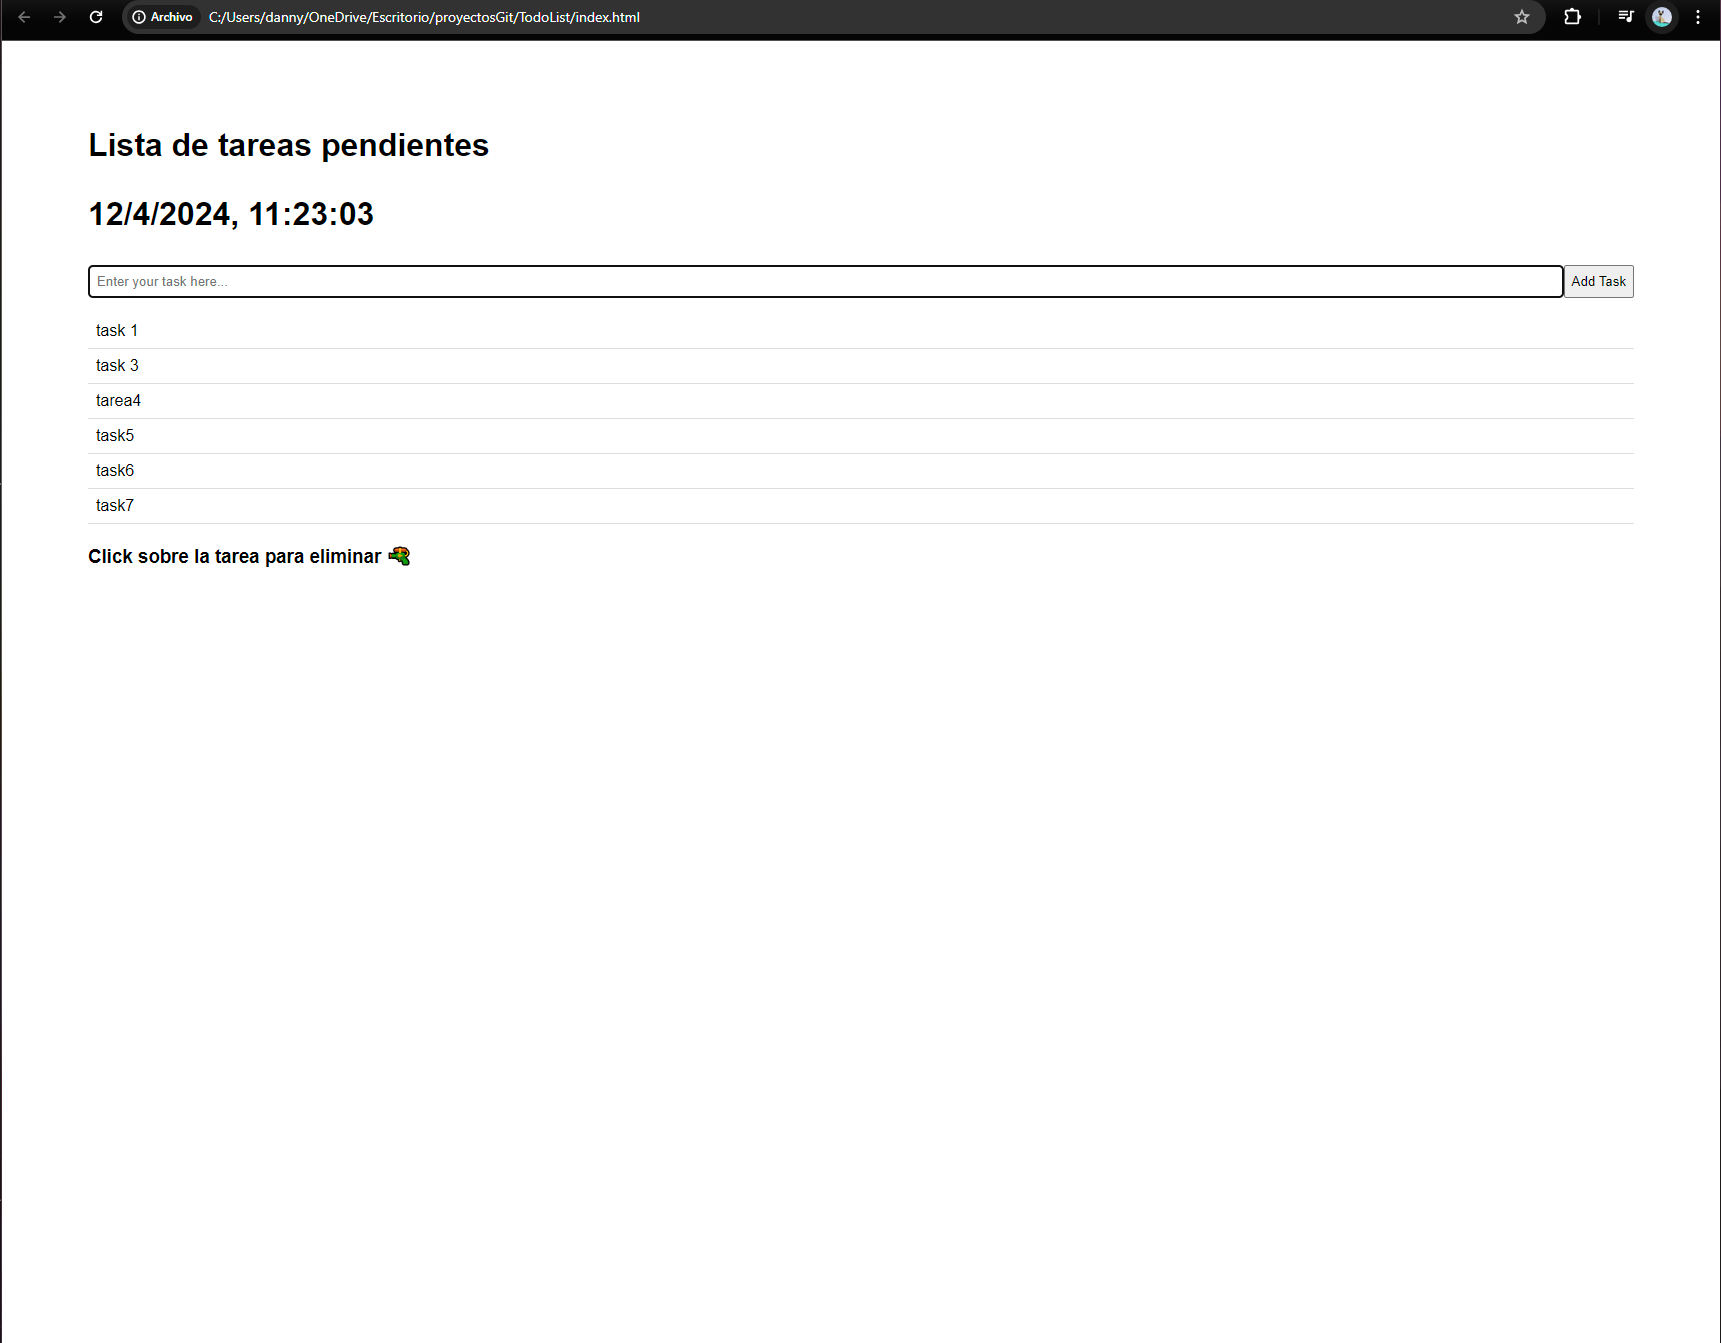 Archivo C:/Users/danny/OneDrive/Escritorio/proyectosGit/TodoList/index.html
Lista de tareas pendientes
12/4/2024, 11:23:03
Enter your task here... Add Task
task 1
task 3
tarea4
task5
task6
task7
Click sobre la tarea para eliminar 🔫